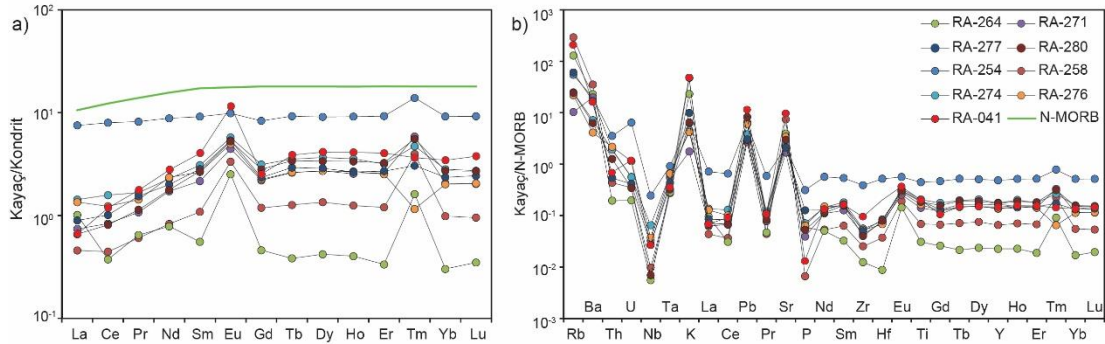 a)
Kayaç/Kondrit
10²
10¹
10⁰
10⁻¹
La Ce Pr Nd Sm Eu Gd Tb Dy Ho Er Tm Yb Lu
b)
Kayaç/N-MORB
10³
10²
10¹
10⁰
10⁻¹
10⁻²
10⁻³
RA-264 RA-271
RA-277 RA-280
RA-254 RA-258
RA-274 RA-276
RA-041 N-MORB
Ba U Ta La Pb Sr Nd Zr Eu Gd Dy Ho Tm Lu
Rb Th Nb K Ce Pr P Sm Hf Ti Tb Y Er Yb